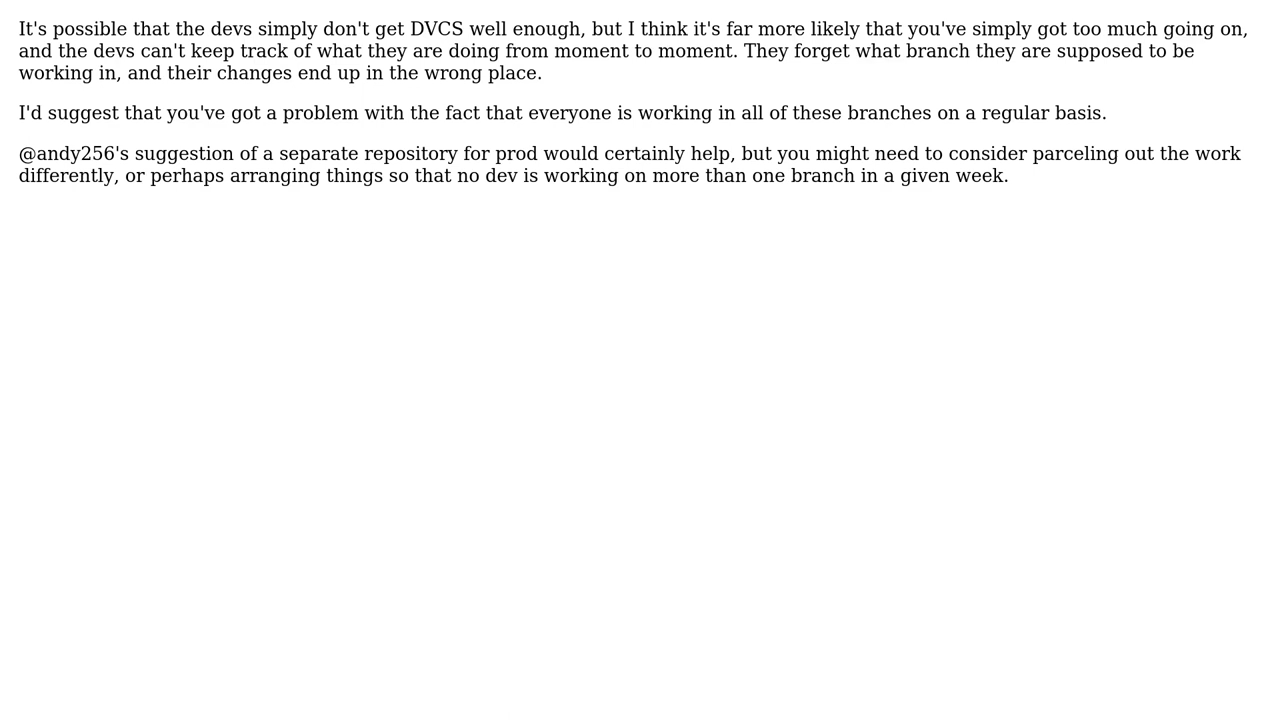 It's possible that the devs simply don't get DVCS well enough, but I think it's far more likely that you've simply got too much going on,
and the devs can't keep track of what they are doing from moment to moment. They forget what branch they are supposed to be
working in, and their changes end up in the wrong place.
I'd suggest that you've got a problem with the fact that everyone is working in all of these branches on a regular basis.
@andy256's suggestion of a separate repository for prod would certainly help, but you might need to consider parceling out the work
differently, or perhaps arranging things so that no dev is working on more than one branch in a given week.